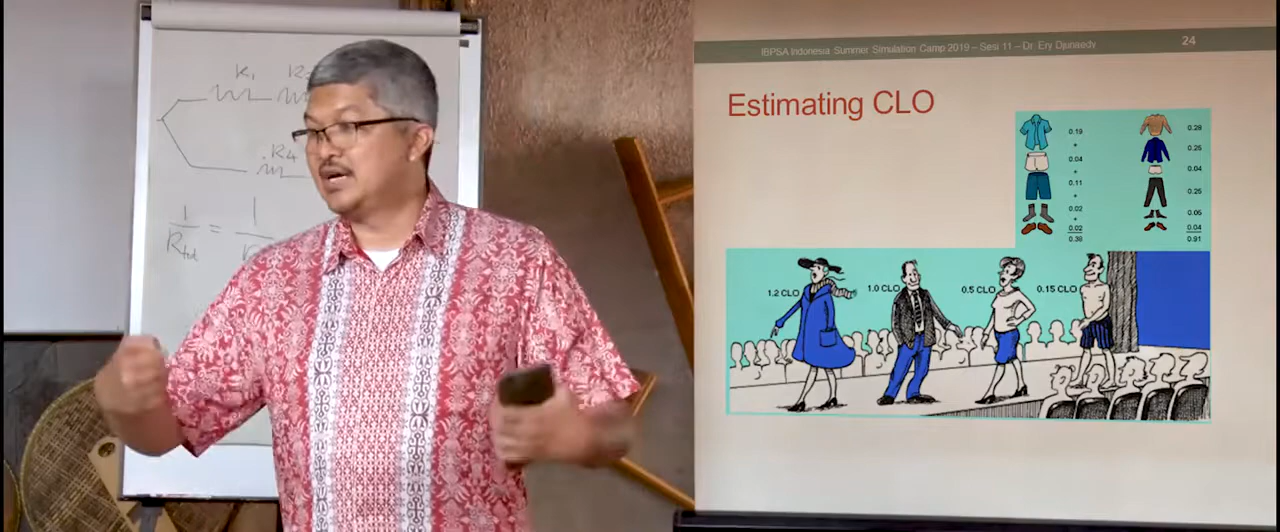 R₁
R₄
1
R
=
1
IBPSA Indonesia Summer Simulation Camp 2019 – Sesi 11 – Dr. Ery Djunaedy
24
Estimating CLO
0.19
+
0.04
+
0.11
+
0.02
+
0.02
0.38
0.28
0.25
0.04
0.25
0.05
0.04
0.91
1.2 CLO
1.0 CLO
0.5 CLO
0.15 CLO